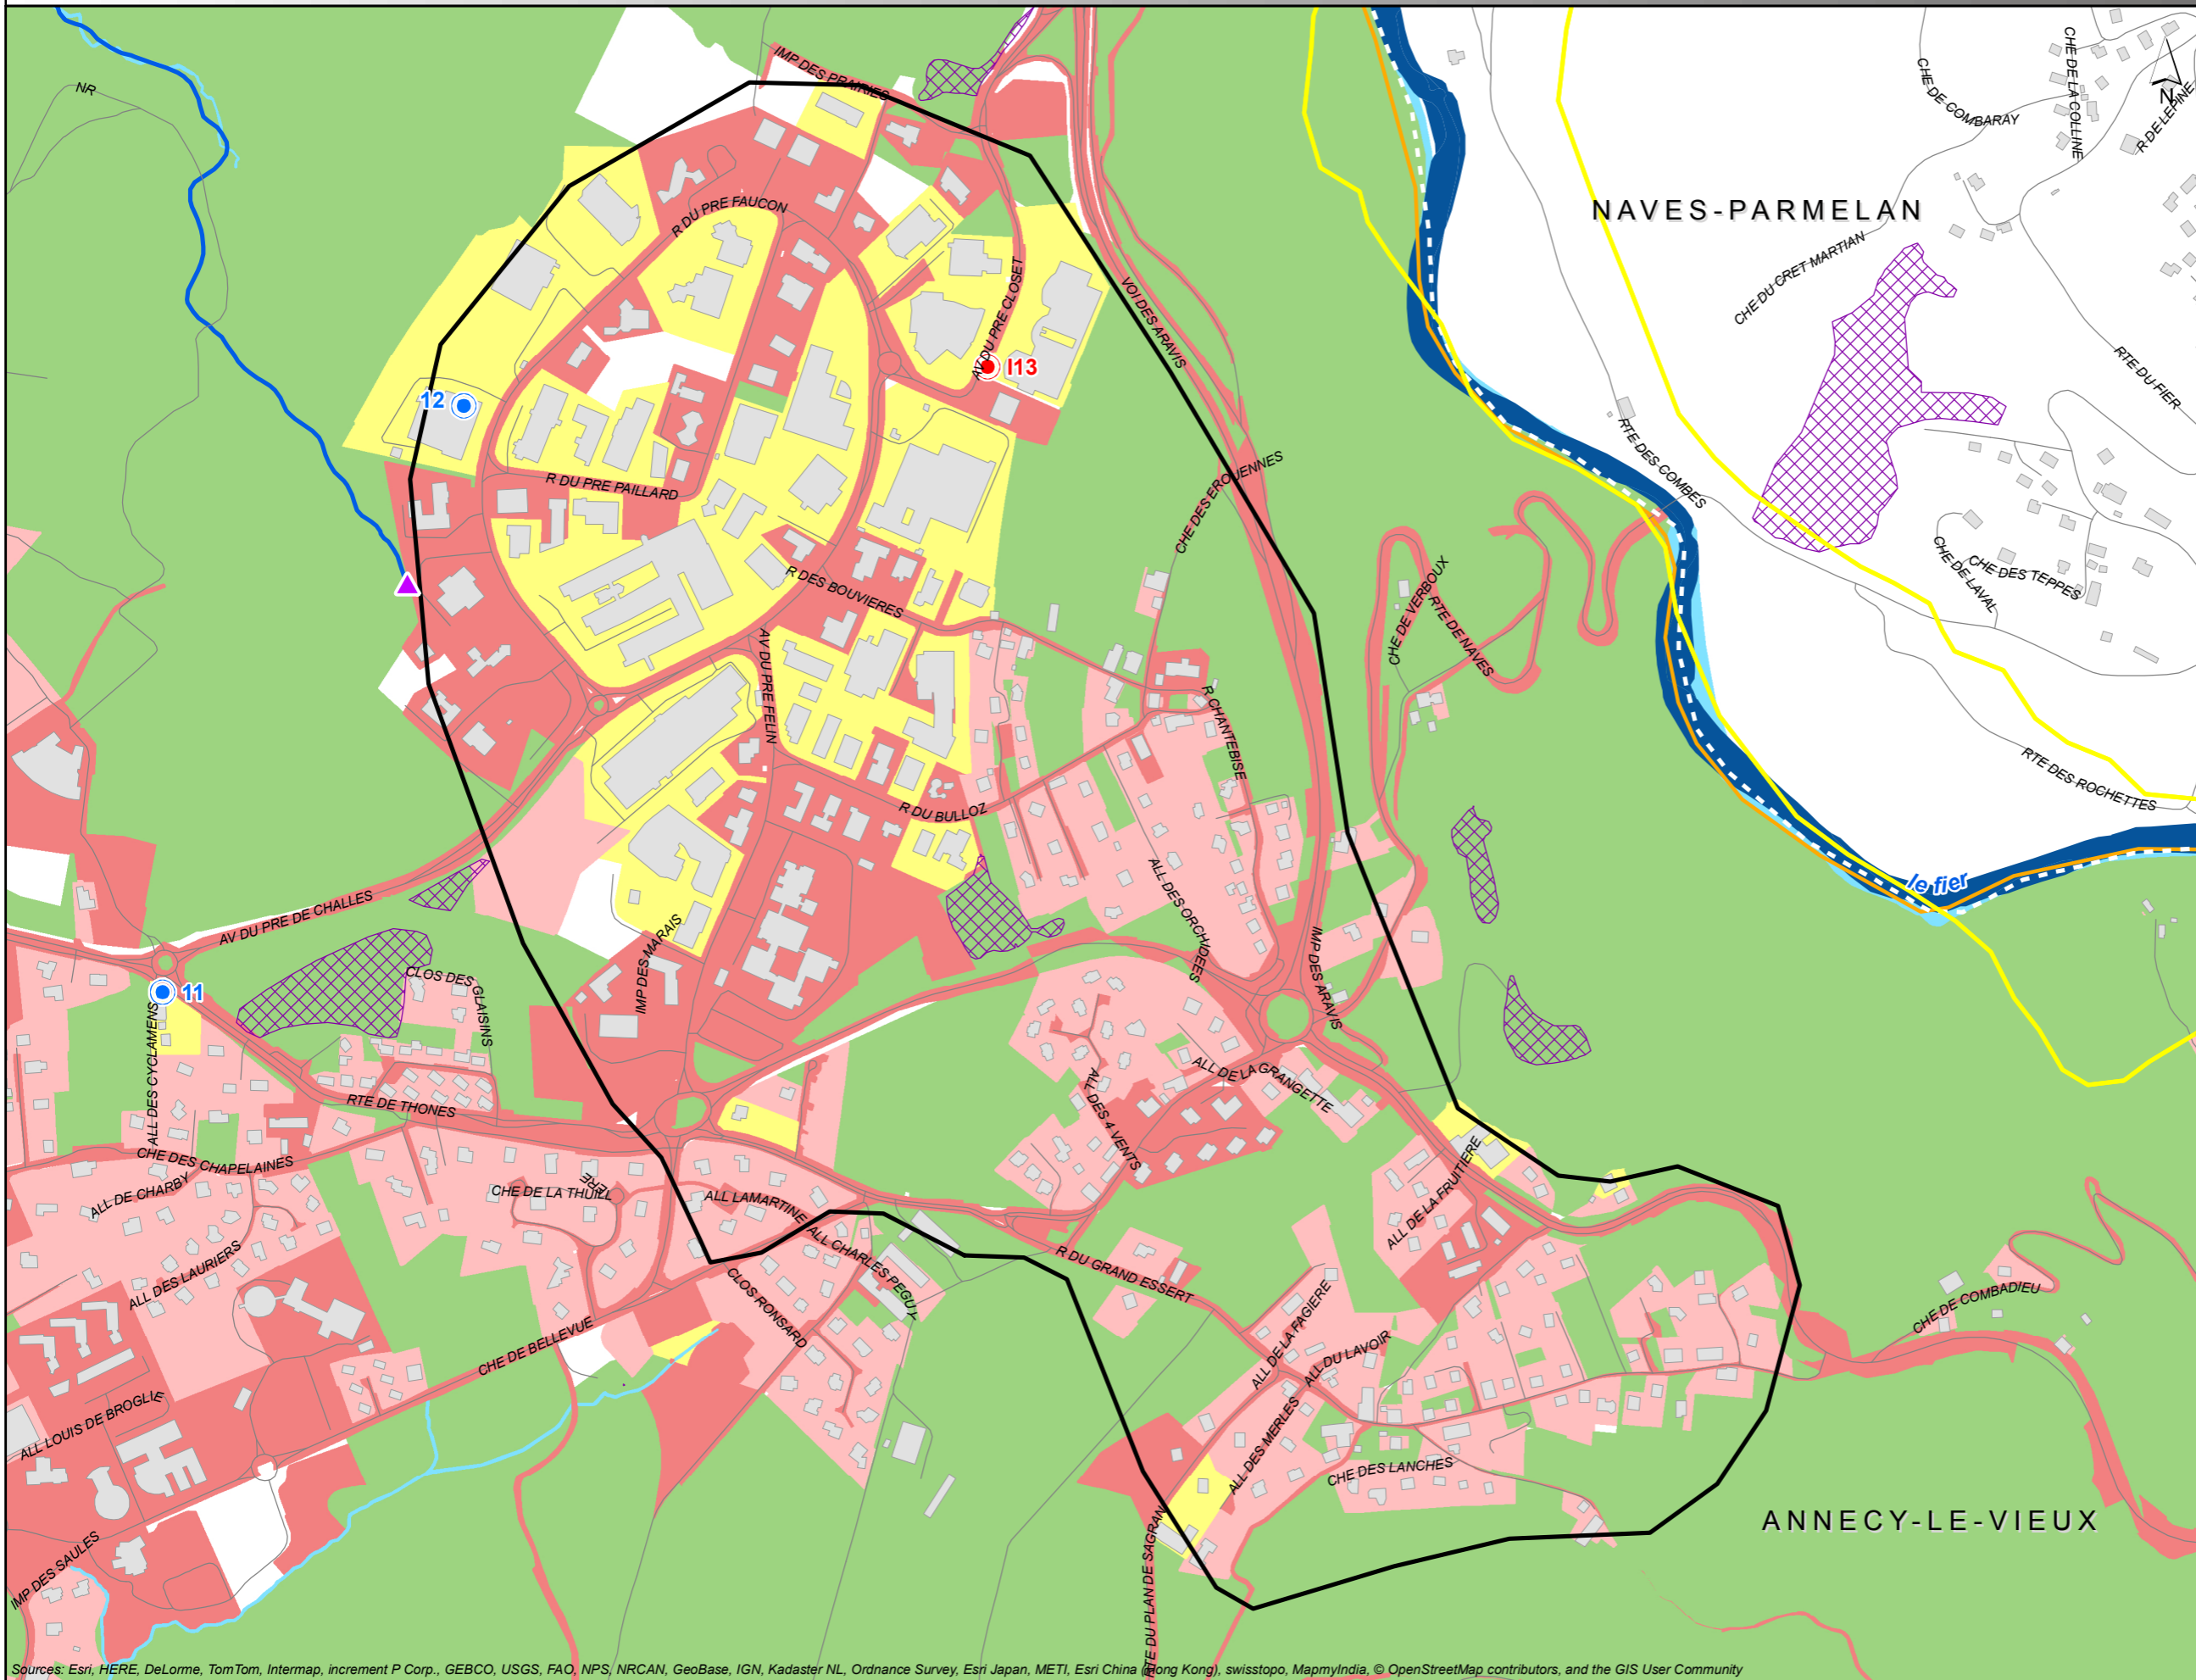 NR
IMP DES PRAIRIES
CHE DE LA COLLINE
CHE DE COMBARAY
N
R DE LEPINE
NAVES-PARMELAN
R DU PRE FAUCON
CHE DU CRET MARTIAN
AV DU PRE CLOSET
VOI DES ARAVIS
I13
12
RTE DU FIER
RTE DES COMBES
R DU PRE PAILLARD
CHE DES EROUENNES
CHE DE LAVAL
CHE DES TEPPES
R DES BOUVIERES
CHE DE VERBOUX
RTE DE NAVES
AV DU PRE FELIN
R CHANTEBISE
RTE DES ROCHETTES
R DU BULLOZ
ALL DES ORCHIDEES
le fier
AV DU PRE DE CHALLES
IMP DES MARAIS
IMP DES ARAVIS
CLOS DES GLAISINS
11
ALL DES CYCLAMENS
ALL DE LA GRANGETTE
ALL DES 4 VENTS
RTE DE THONES
CHE DES CHAPELAINES
ALL DE CHARBY
CHE DE LA THUILLERE
ALL LAMARTINE
ALL CHARLES PEGUY
ALL DE LA FRUITIERE
ALL DES LAURIERS
R DU GRAND ESSERT
CLOS RONSARD
ALL DE LA FAGIERE
CHE DE COMBADIEU
CHE DE BELLEVUE
ALL DU LAVOIR
ALL LOUIS DE BROGLIE
ALL DES MERLES
CHE DES LANCHES
ANNECY-LE-VIEUX
IMP DES SAULES
RTE DU PLAN DE SAGRAN
Sources: Esri, HERE, DeLorme, TomTom, Intermap, increment P Corp., GEBCO, USGS, FAO, NPS, NRCAN, GeoBase, IGN, Kadaster NL, Ordnance Survey, Esri Japan, METI, Esri China (Hong Kong), swisstopo, MapmyIndia, © OpenStreetMap contributors, and the GIS User Community